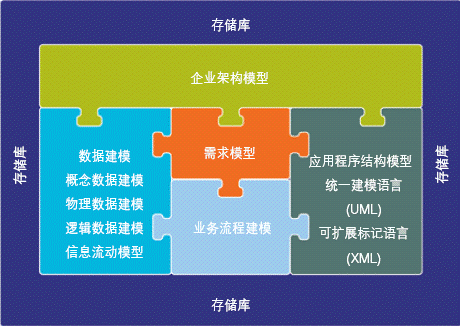 存储库
企业架构模型
存储库
数据建模
概念数据建模
物理数据建模
逻辑数据建模
信息流动模型
需求模型
业务流程建模
应用程序结构模型
统一建模语言
(UML)
可扩展标记语言
(XML)
存储库
存储库